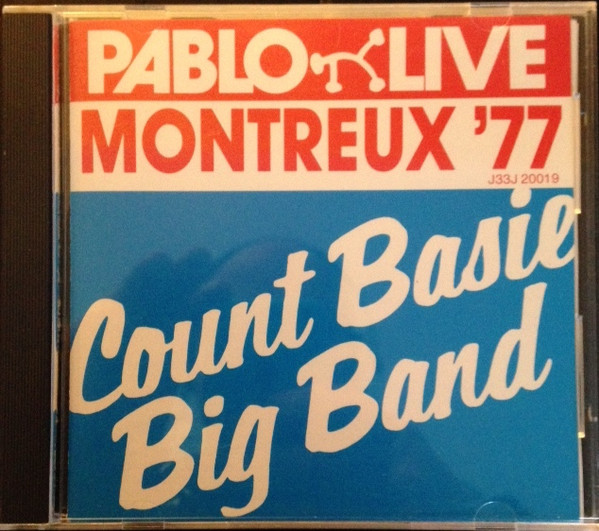 PABLO LIVE
MONTREUX '77
J33J 20019
Count Basie
Big Band